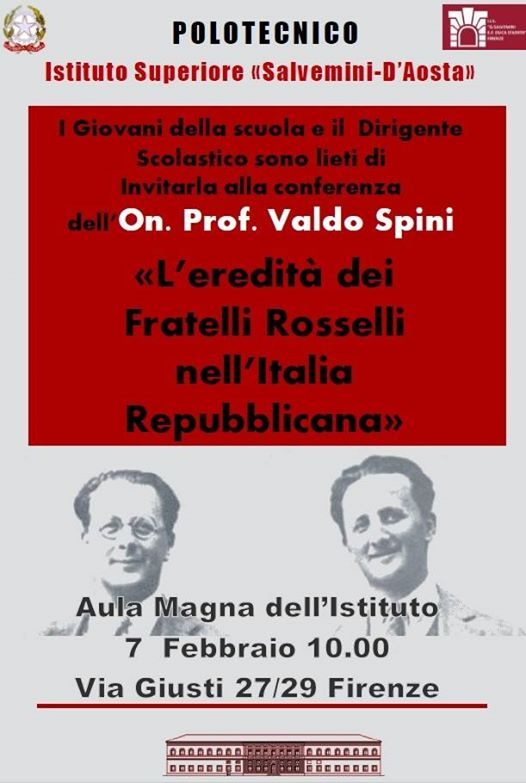 POLOTECNICO
Istituto Superiore «Salvemini-D’Aosta»
I Giovani della scuola e il Dirigente
Scolastico sono lieti di
Invitarla alla conferenza
dell’On. Prof. Valdo Spini
«L’eredità dei
Fratelli Rosselli
nell’Italia
Repubblicana»
Aula Magna dell’Istituto
7 Febbraio 10.00
Via Giusti 27/29 Firenze